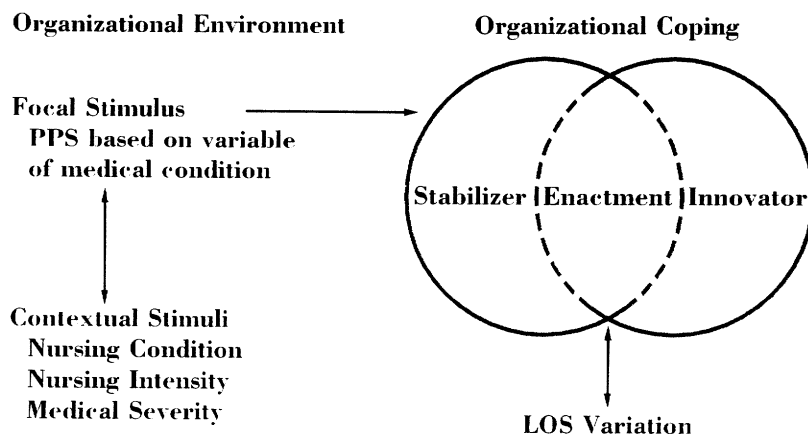 Organizational Environment
Organizational Coping
Focal Stimulus
PPS based on variable
of medical condition
Stabilizer Enactment Innovator
Contextual Stimuli
Nursing Condition
Nursing Intensity
Medical Severity
LOS Variation